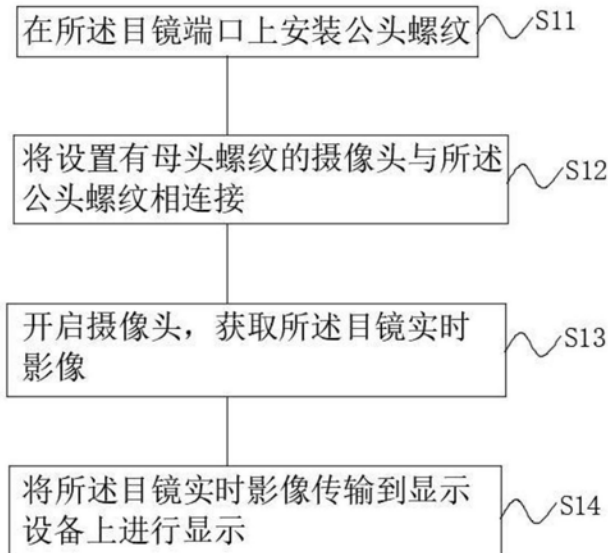 在所述目镜端口上安装公头螺纹
S11
将设置有母头螺纹的摄像头与所述
公头螺纹相连接
S12
开启摄像头，获取所述目镜实时
影像
S13
将所述目镜实时影像传输到显示
设备上进行显示
S14